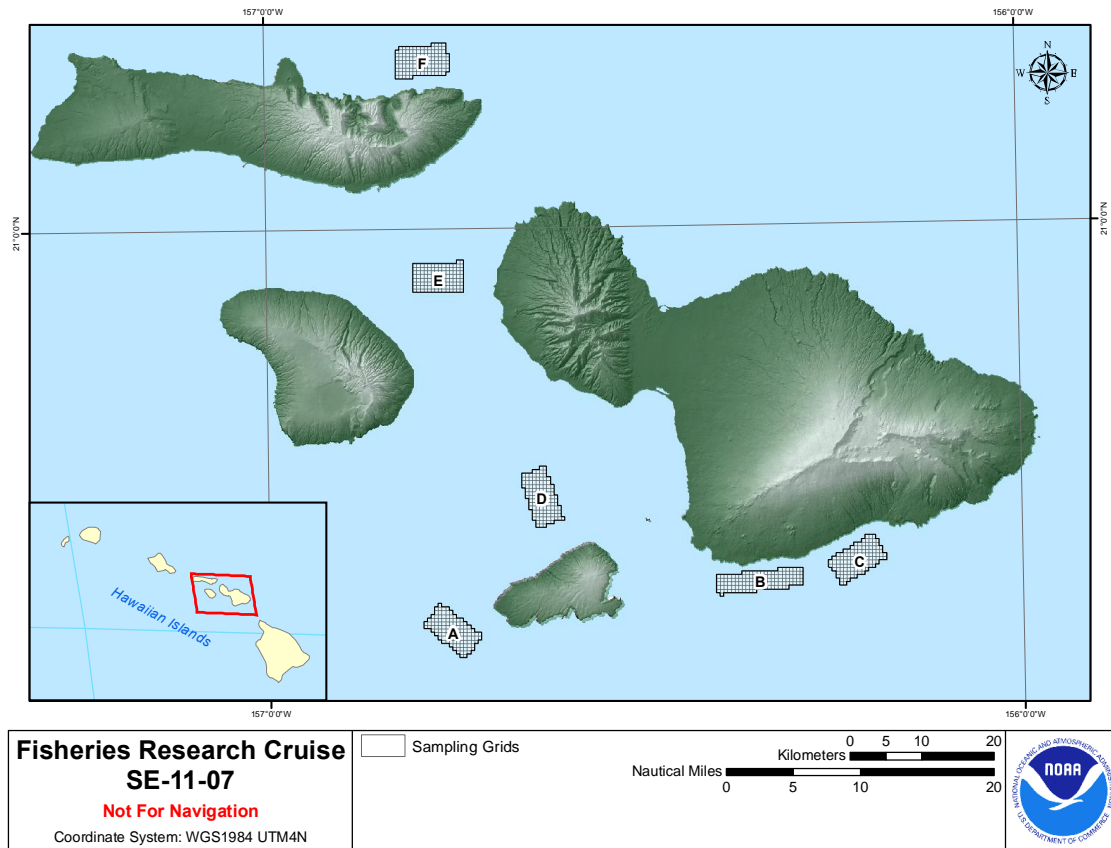 157°0'0"W 156°0'0"W
F
N
W E
S
21°0'0"N 21°0'0"N
E
D
C
B
A
Hawaiian Islands
157°0'0"W 156°0'0"W
Fisheries Research Cruise
SE-11-07
Not For Navigation
Coordinate System: WGS1984 UTM4N
Sampling Grids
0 5 10 20
Kilometers
Nautical Miles
0 5 10 20
NATIONAL OCEANIC AND ATMOSPHERIC
NOAA
U.S. DEPARTMENT OF COMMERCE